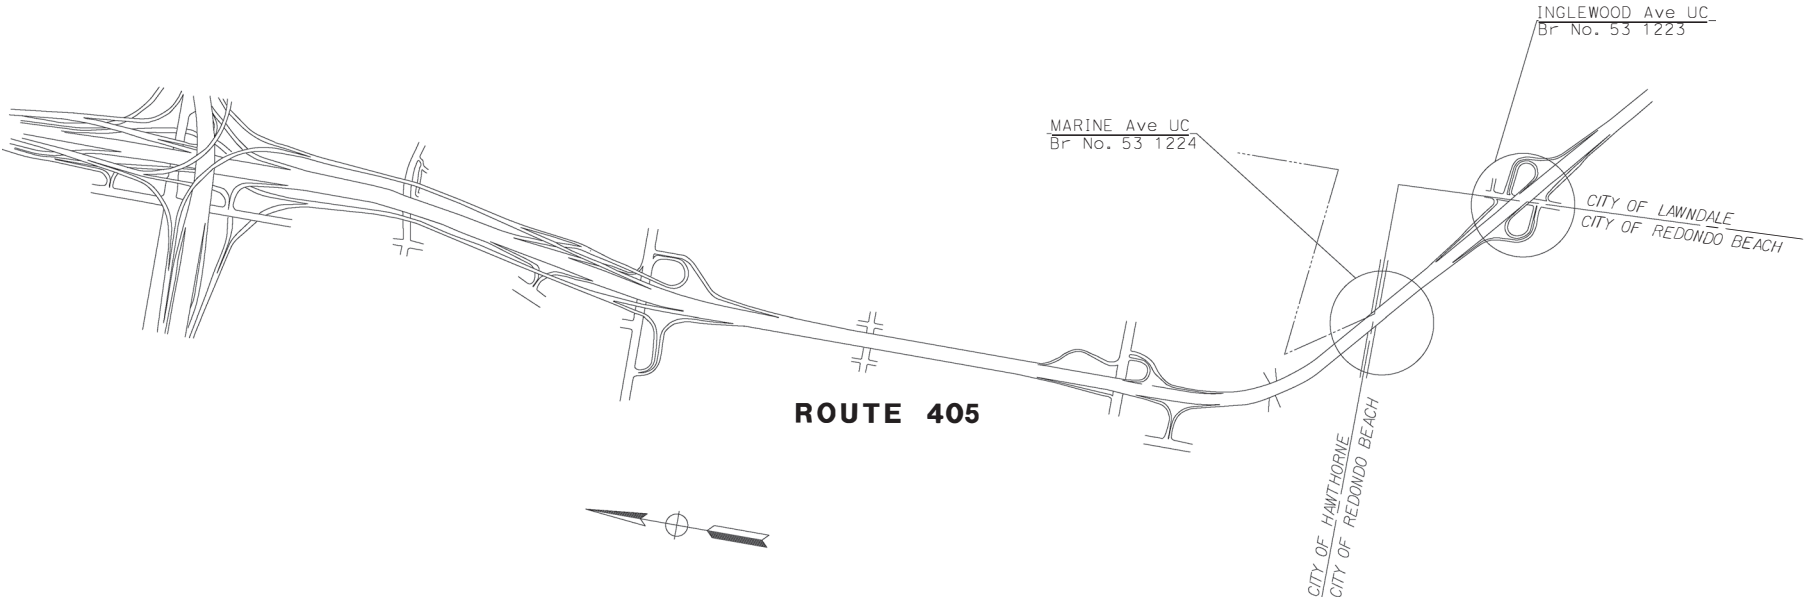 INGLEWOOD Ave UC
Br No. 53 1223
MARINE Ave UC
Br No. 53 1224
CITY OF LAWNDALE
CITY OF REDONDO BEACH
ROUTE 405
CITY OF HAWTHORNE
CITY OF REDONDO BEACH